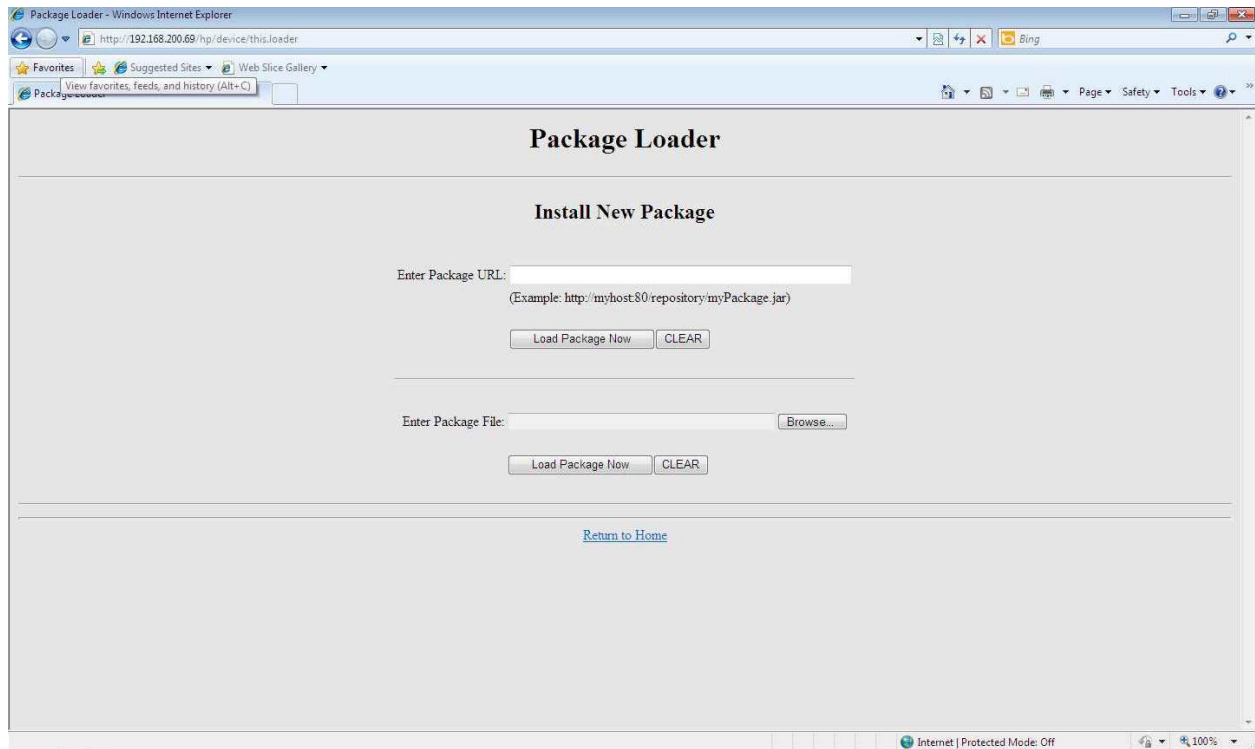 Package Loader - Windows Internet Explorer
http://192.168.200.69/hp/device/this.loader
Bing
Favorites Suggested Sites Web Slice Gallery
View favorites, feeds, and history (Alt+C)
Package Loader
Page Safety Tools
Package Loader
Install New Package
Enter Package URL:
(Example: http://myhost:80/repository/myPackage.jar)
Load Package Now CLEAR
Enter Package File: Browse...
Load Package Now CLEAR
Return to Home
Internet | Protected Mode: Off 100%